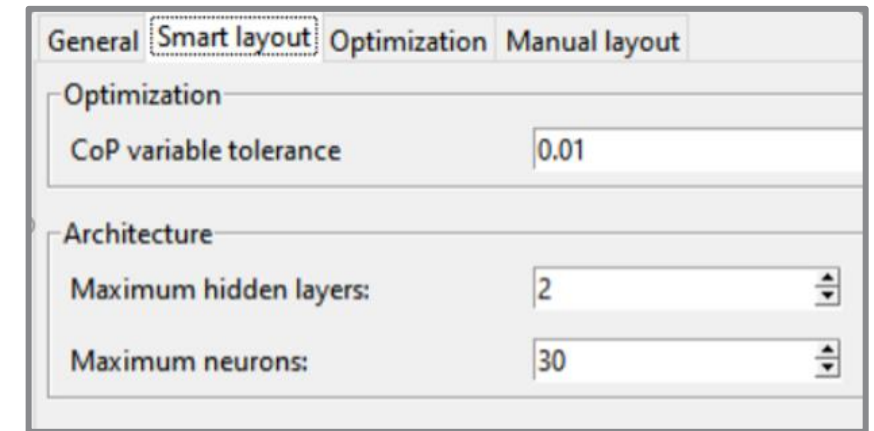 General Smart layout Optimization Manual layout
Optimization
CoP variable tolerance 0.01
Architecture
Maximum hidden layers: 2
Maximum neurons: 30